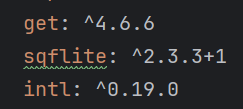 get: ^4.6.6
sqflite: ^2.3.3+1
intl: ^0.19.0